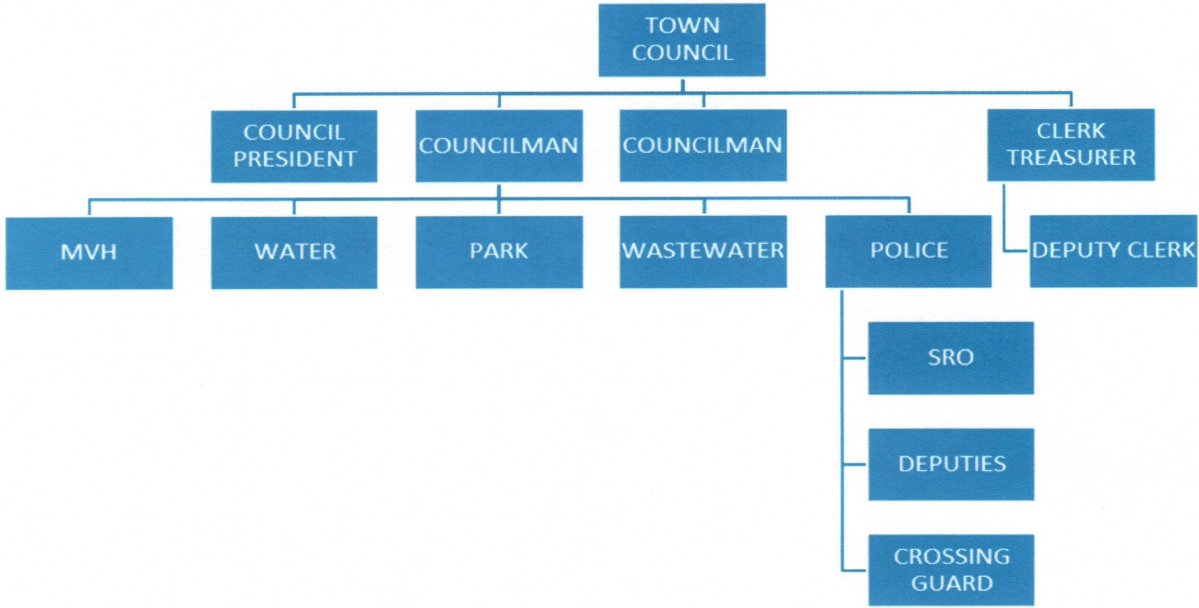 TOWN
COUNCIL
COUNCIL
PRESIDENT
COUNCILMAN
COUNCILMAN
CLERK
TREASURER
MVH
WATER
PARK
WASTEWATER
POLICE
DEPUTY CLERK
SRO
DEPUTIES
CROSSING
GUARD